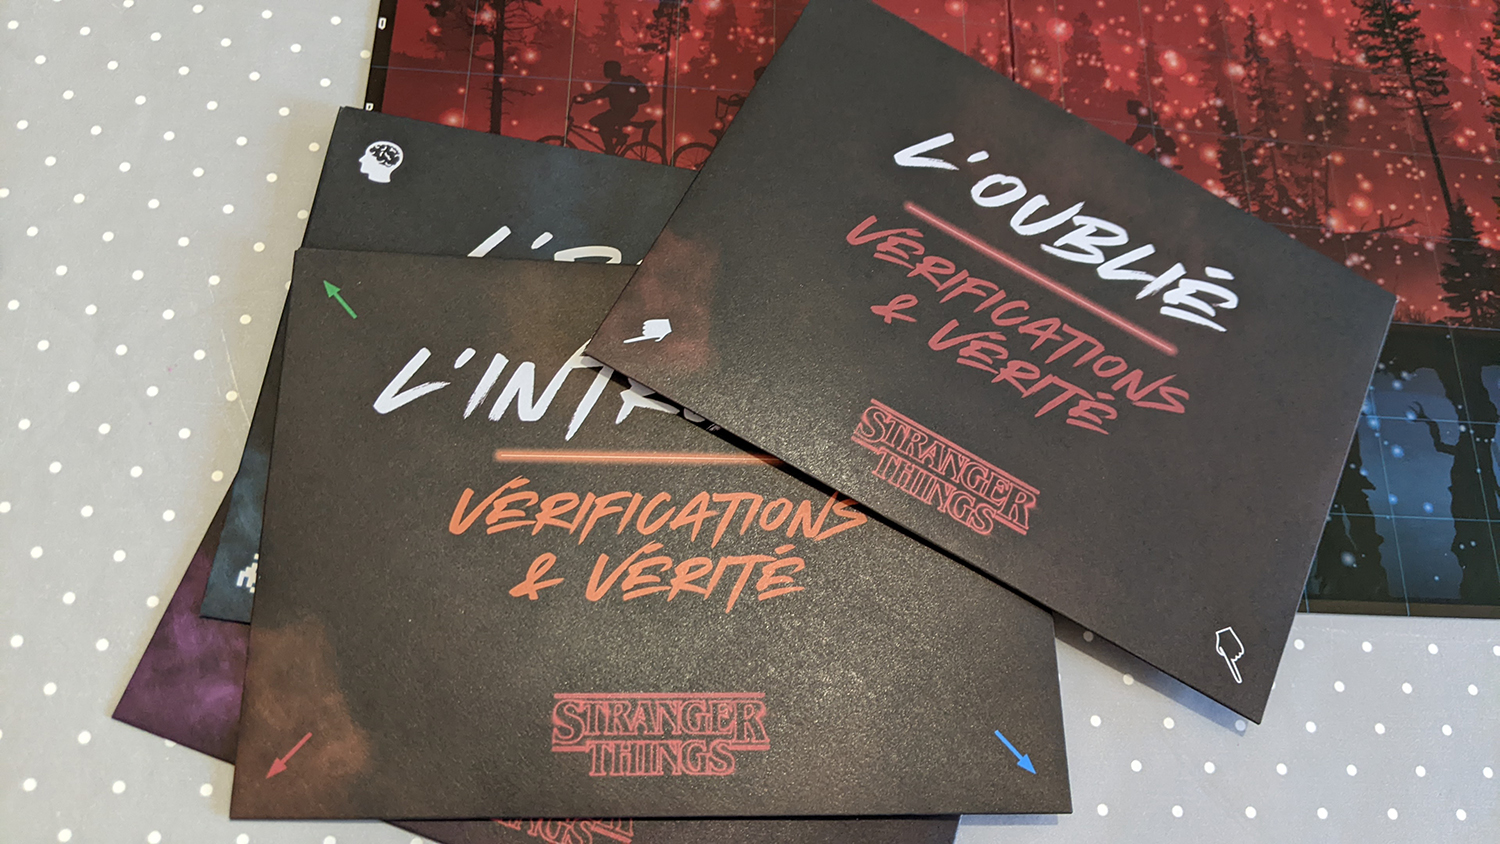 L'OUBLIÉ
VÉRIFICATIONS
& VÉRITÉ
STRANGER
THINGS
VÉRIFICATIONS
& VÉRITÉ
STRANGER
THINGS